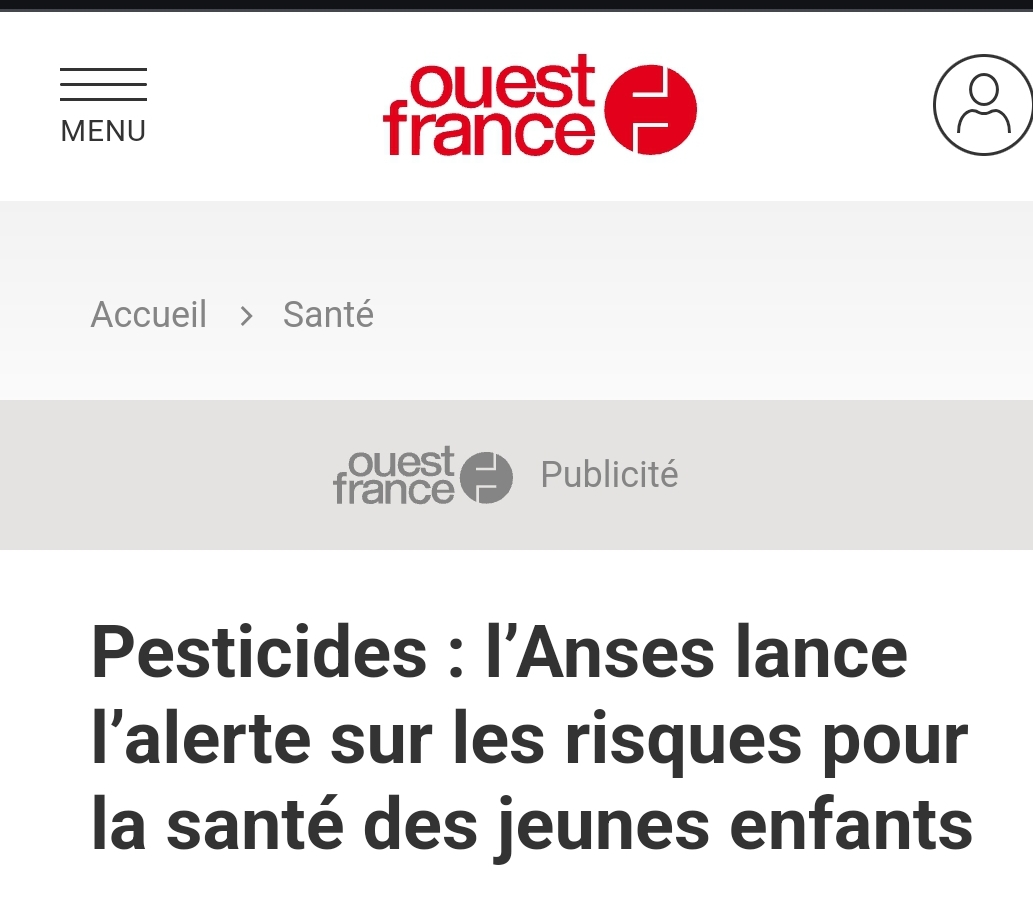 MENU
ouest
france
Accueil > Santé
ouest
france Publicité
Pesticides : l’Anses lance
l’alerte sur les risques pour
la santé des jeunes enfants